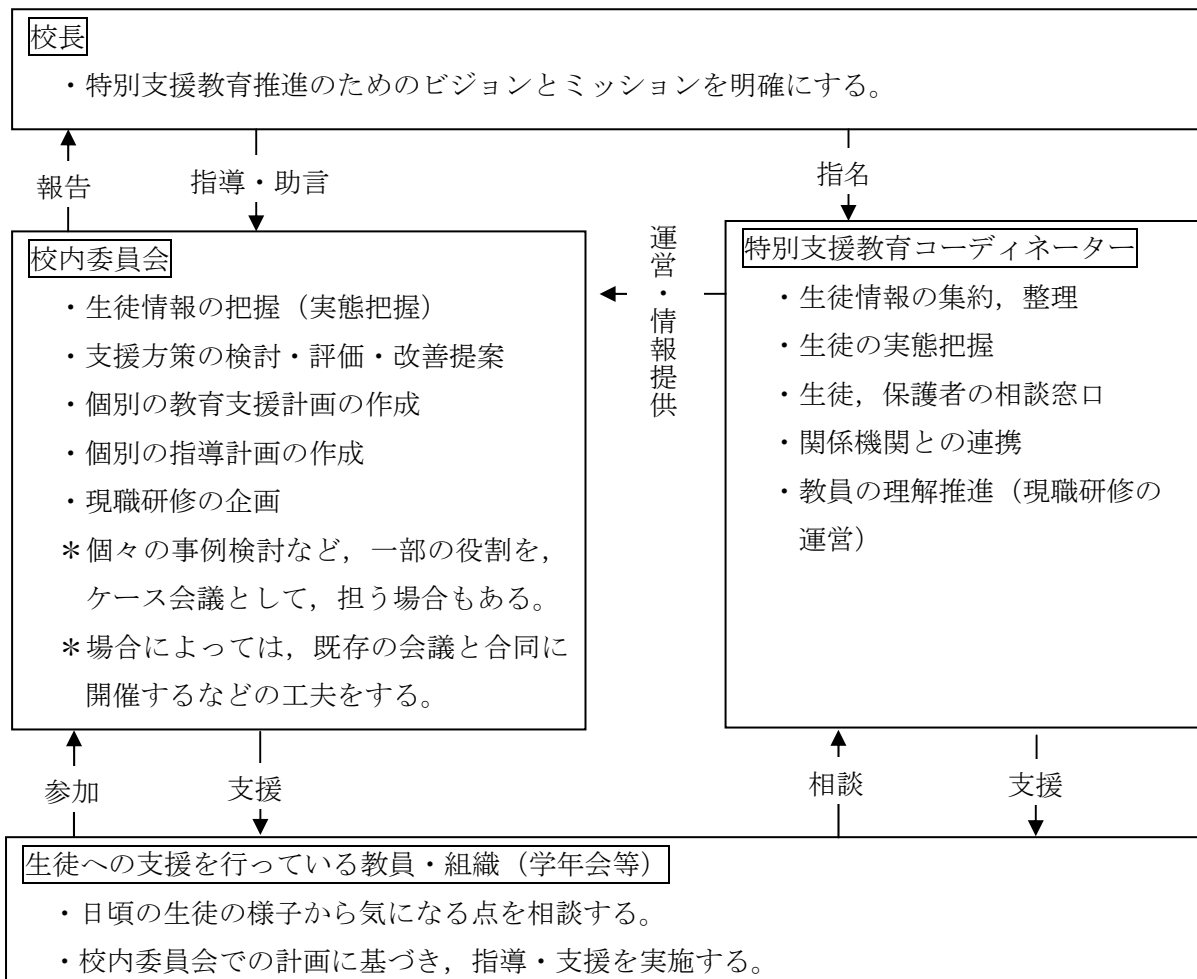 校長
・特別支援教育推進のためのビジョンとミッションを明確にする。
報告
指導・助言
指名
校内委員会
・生徒情報の把握（実態把握）
・支援方策の検討・評価・改善提案
・個別の教育支援計画の作成
・個別の指導計画の作成
・現職研修の企画
＊個々の事例検討など，一部の役割を，
ケース会議として，担う場合もある。
＊場合によっては，既存の会議と合同に
開催するなどの工夫をする。
運営・情報提供
特別支援教育コーディネーター
・生徒情報の集約，整理
・生徒の実態把握
・生徒，保護者の相談窓口
・関係機関との連携
・教員の理解推進（現職研修の
運営）
参加
支援
相談
支援
生徒への支援を行っている教員・組織（学年会等）
・日頃の生徒の様子から気になる点を相談する。
・校内委員会での計画に基づき，指導・支援を実施する。